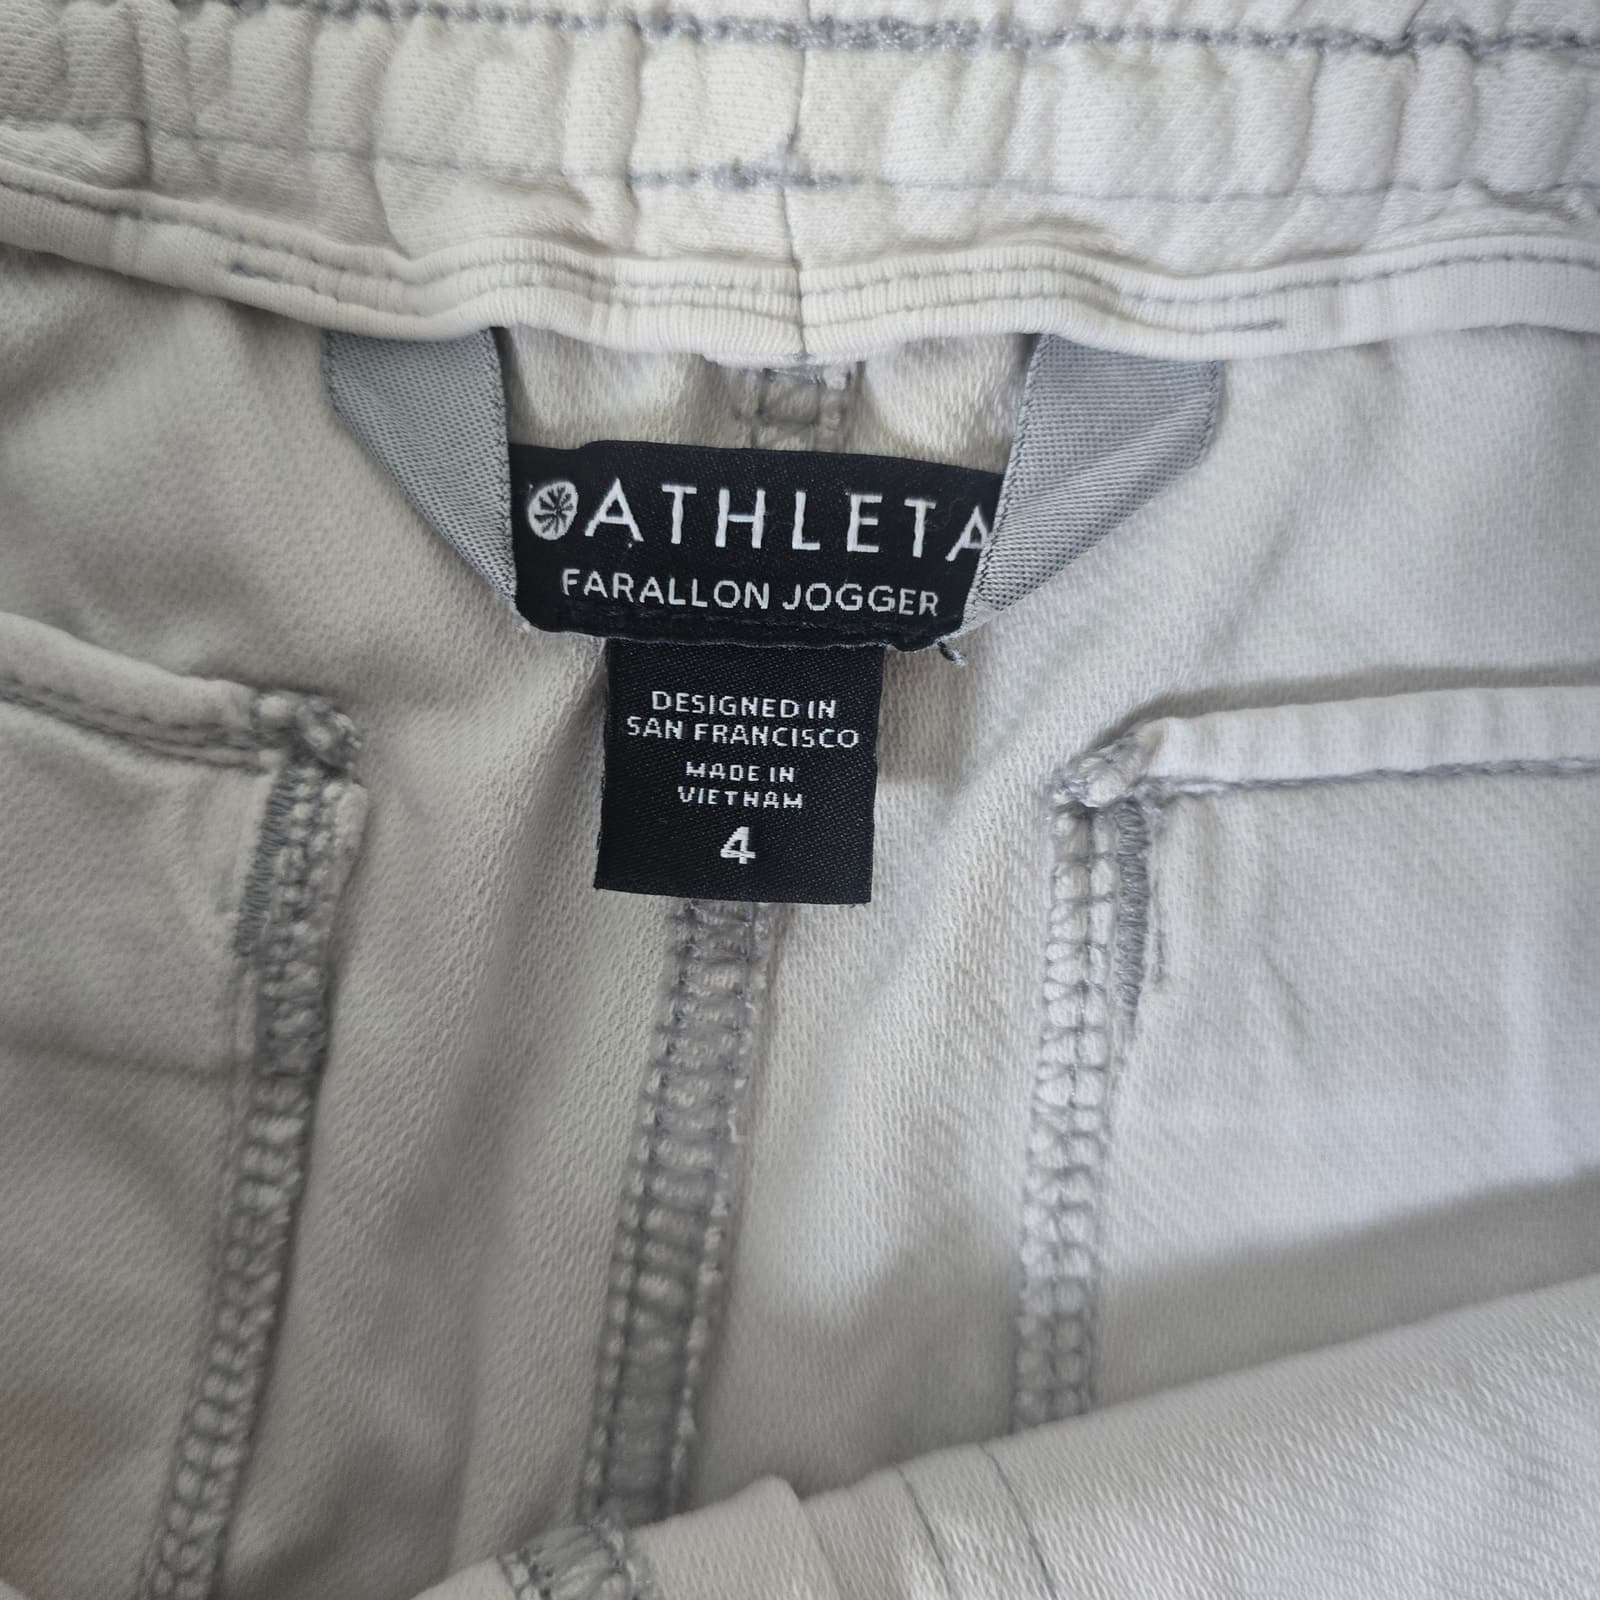 ATHLETA
FARALLON JOGGER
DESIGNED IN
SAN FRANCISCO
MADE IN
VIETNAM
4